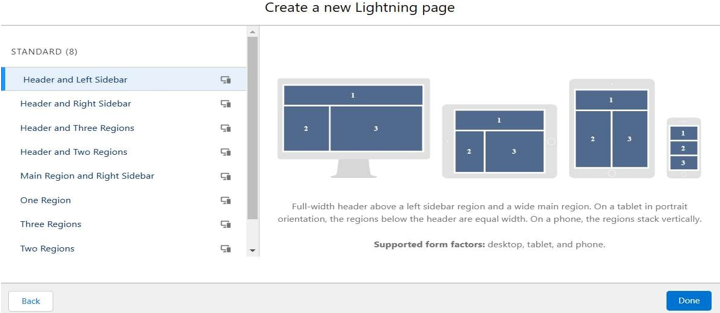 Create a new Lightning page
STANDARD (8)
Header and Left Sidebar
Header and Right Sidebar
Header and Three Regions
Header and Two Regions
Main Region and Right Sidebar
One Region
Three Regions
Two Regions
1
2 3
1
2 3
1
2 3
1
2
3
Full-width header above a left sidebar region and a wide main region. On a tablet in portrait
orientation, the regions below the header are equal width. On a phone, the regions stack vertically.
Supported form factors: desktop, tablet, and phone.
Back
Done